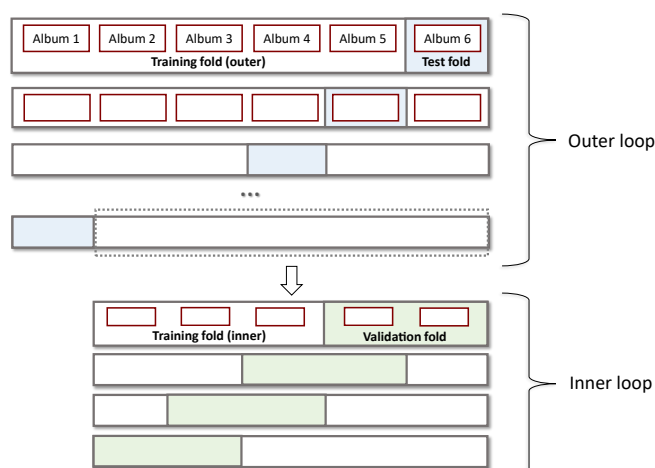 Album 1 Album 2 Album 3 Album 4 Album 5 Album 6
Training fold (outer) Test fold
Outer loop
...
Training fold (inner) Validation fold
Inner loop